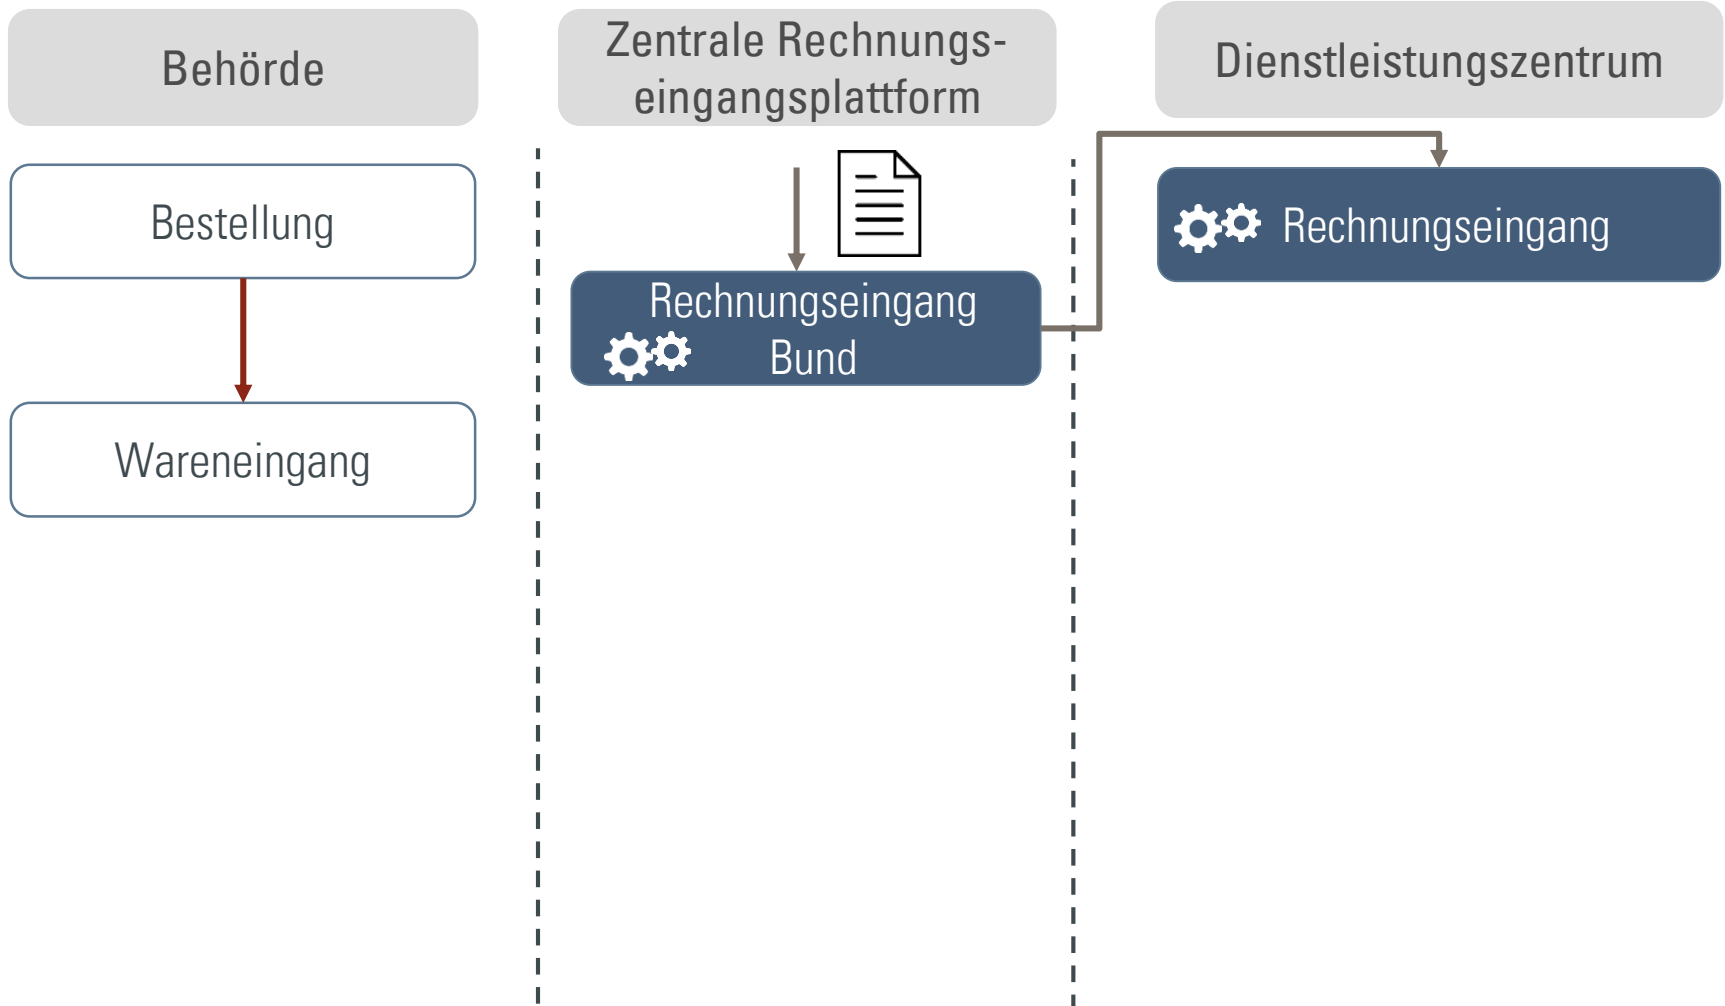 Behörde
Zentrale Rechnungs-
eingangsplattform
Dienstleistungszentrum
Bestellung
Wareneingang
Rechnungseingang
Bund
Rechnungseingang